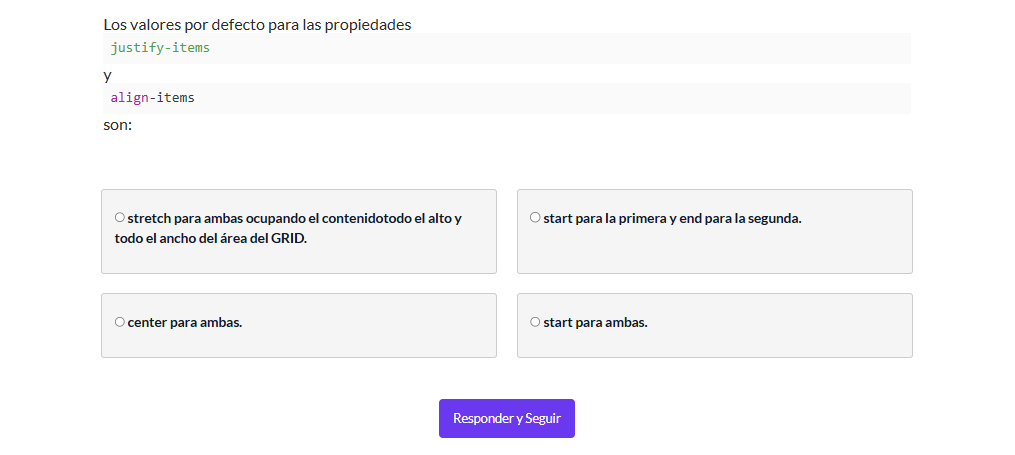 Los valores por defecto para las propiedades
justify-items
y
align-items
son:
stretch para ambas ocupando el contenidotodo el alto y
todo el ancho del área del GRID.
start para la primera y end para la segunda.
center para ambas.
start para ambas.
Responder y Seguir